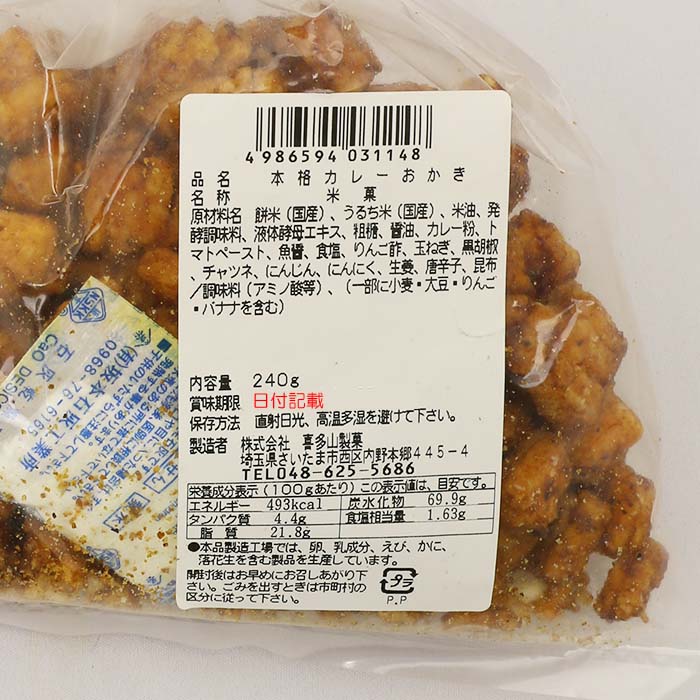 4986594 031148
品名 本格カレーおかき
名称 米菓
原材料名 餅米(国産)、うるち米(国産)、米油、発
酵調味料、液体酵母エキス、粗糖、醤油、カレー粉、ト
マトペースト、魚醤、食塩、りんご酢、玉ねぎ、黒胡椒
、チャツネ、にんじん、にんにく、生姜、唐辛子、昆布
/調味料(アミノ酸等)、(一部に小麦・大豆・りんご
・バナナを含む)
内容量 240g
賞味期限 日付記載
保存方法 直射日光、高温多湿を避けて下さい。
製造者 株式会社 喜多山製菓
埼玉県さいたま市西区内野本郷445-4
TEL048-625-5686
栄養成分表示(100gあたり)この表示値は、目安です。
エネルギー 493kcal 炭水化物 69.9g
タンパク質 4.4g 食塩相当量 1.63g
脂質 21.8g
●本品製造工場では、卵、乳成分、えび、かに、
落花生を含む製品を生産しています。
開封後はお早めにお召しあがり下
さい。ごみを出すときは市町村の
区分に従って下さい。
プラ
P.P
石灰乾
CaO DESIC
0968-76-616